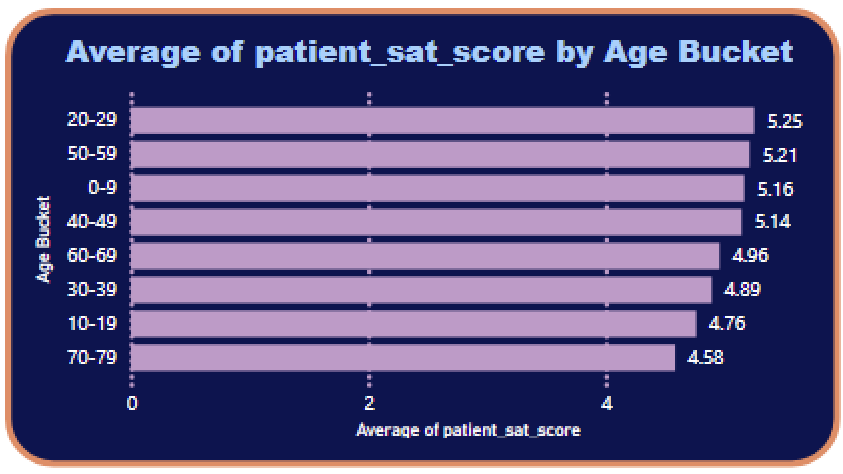 Average of patient_sat_score by Age Bucket
Age Bucket
20-29 5.25
50-59 5.21
0-9 5.16
40-49 5.14
60-69 4.96
30-39 4.89
10-19 4.76
70-79 4.58
0 2 4
Average of patient_sat_score